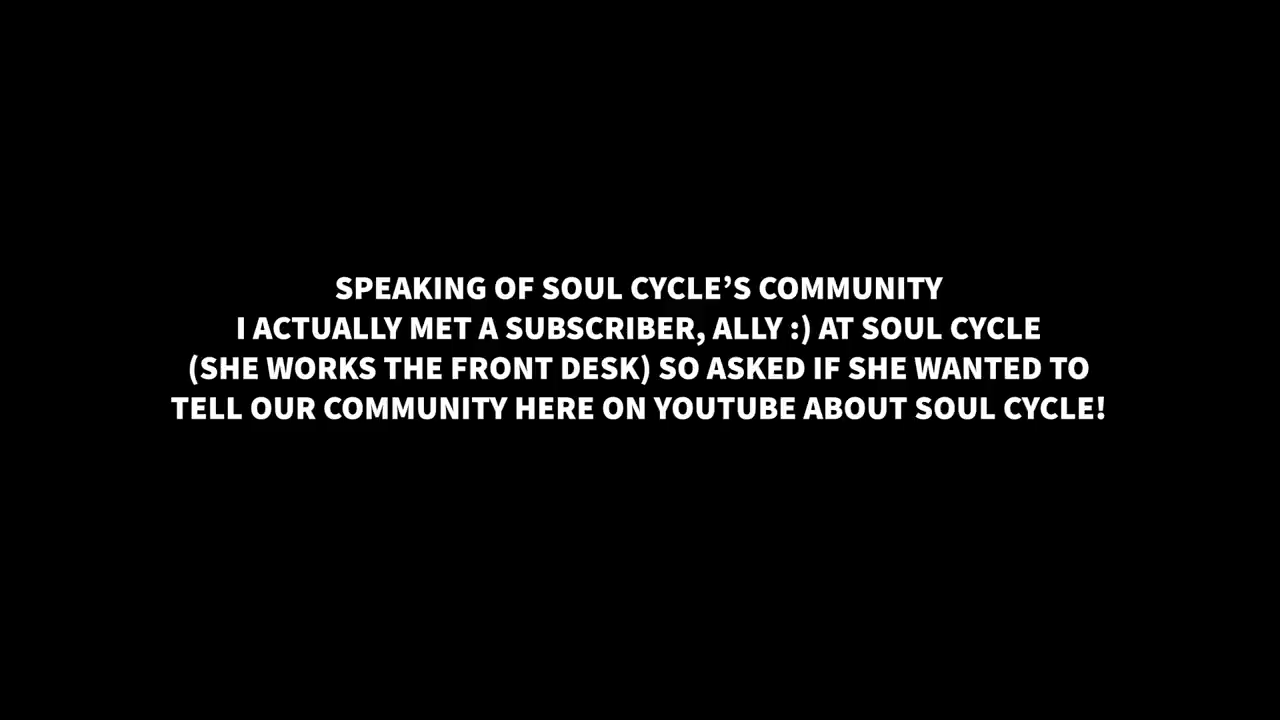 SPEAKING OF SOUL CYCLE’S COMMUNITY
I ACTUALLY MET A SUBSCRIBER, ALLY :) AT SOUL CYCLE
(SHE WORKS THE FRONT DESK) SO ASKED IF SHE WANTED TO
TELL OUR COMMUNITY HERE ON YOUTUBE ABOUT SOUL CYCLE!